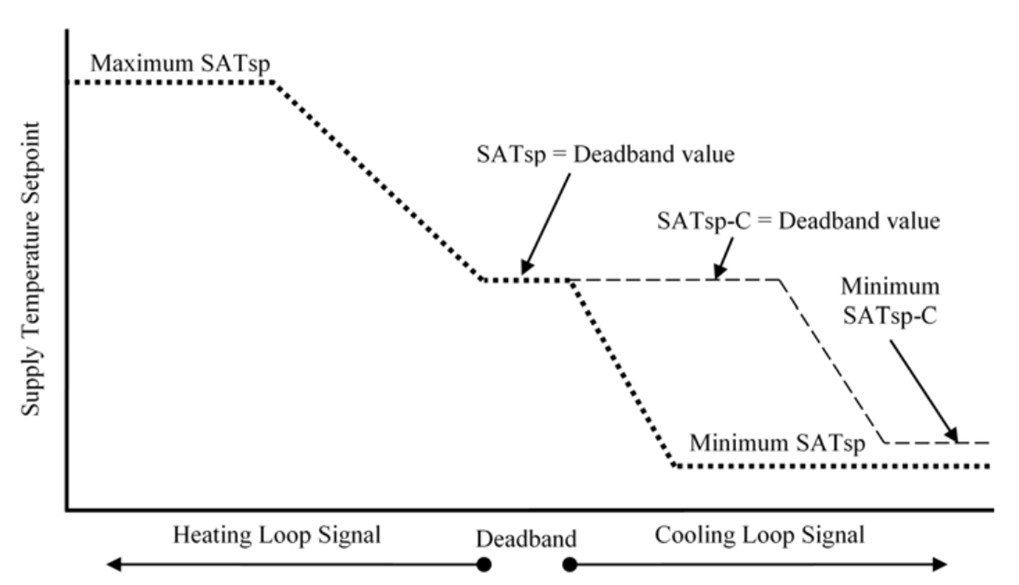 Maximum SATsp
SATsp = Deadband value
SATsp-C = Deadband value
Minimum
SATsp-C
Minimum SATsp
Supply Temperature Setpoint
Heating Loop Signal
Deadband
Cooling Loop Signal